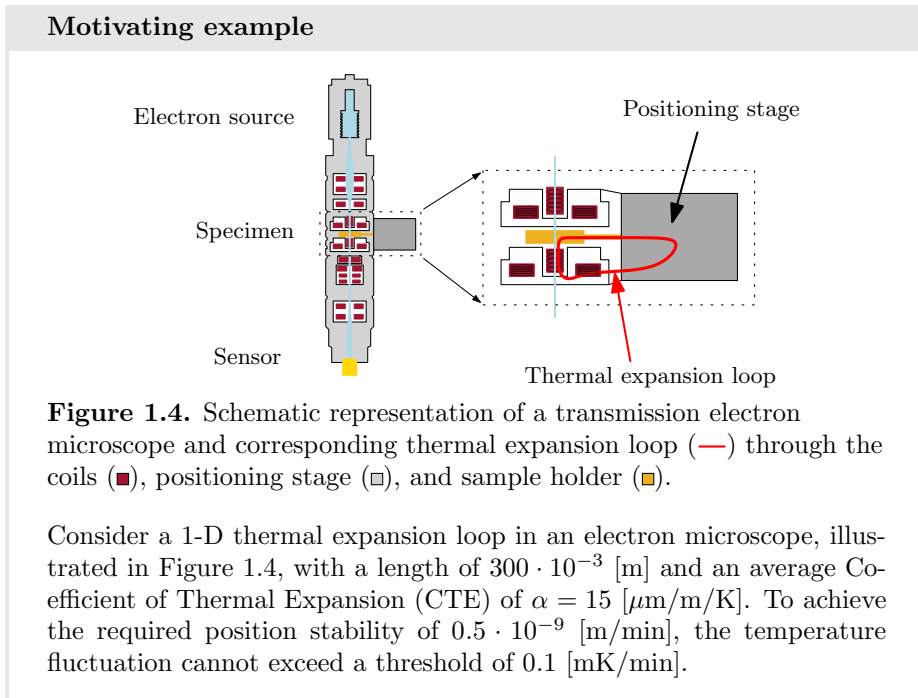 Motivating example
Electron source
Positioning stage
Specimen
Sensor
Thermal expansion loop
Figure 1.4. Schematic representation of a transmission electron
microscope and corresponding thermal expansion loop (—) through the
coils (■), positioning stage (■), and sample holder (■).
Consider a 1-D thermal expansion loop in an electron microscope, illus-
trated in Figure 1.4, with a length of 300 · 10⁻³ [m] and an average Co-
efficient of Thermal Expansion (CTE) of α = 15 [μm/m/K]. To achieve
the required position stability of 0.5 · 10⁻⁹ [m/min], the temperature
fluctuation cannot exceed a threshold of 0.1 [mK/min].